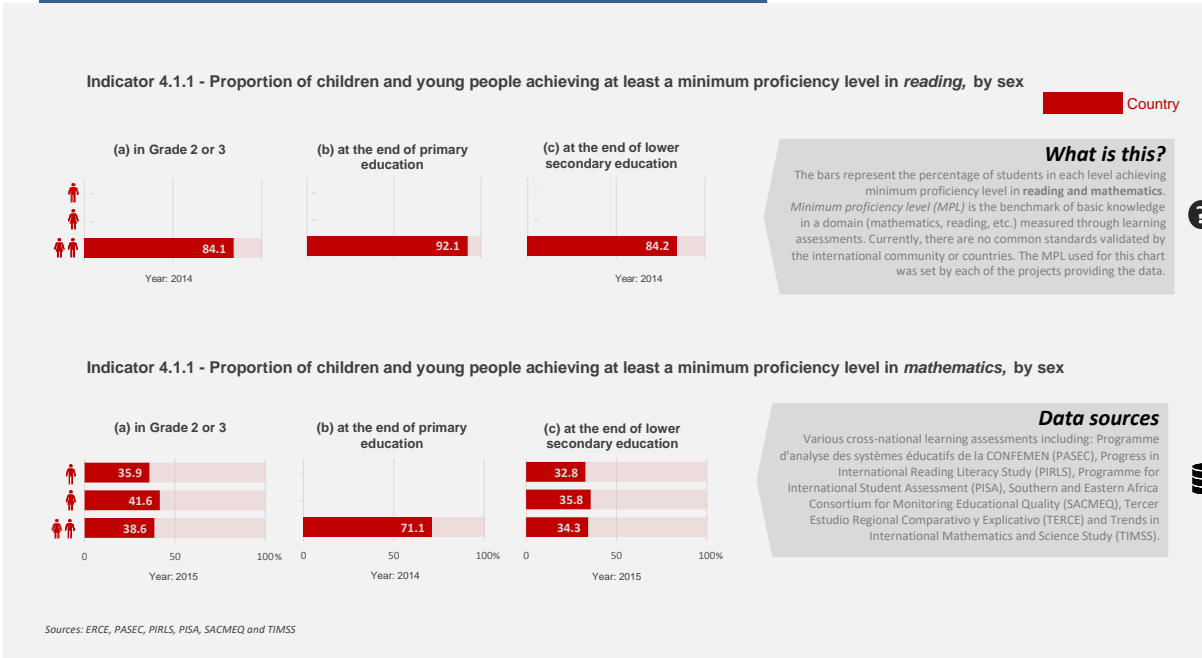 Indicator 4.1.1 - Proportion of children and young people achieving at least a minimum proficiency level in reading, by sex
Country
(a) in Grade 2 or 3
84.1
Year: 2014
(b) at the end of primary
education
92.1
(c) at the end of lower
secondary education
84.2
Year: 2014
What is this?
The bars represent the percentage of students in each level achieving
minimum proficiency level in reading and mathematics.
Minimum proficiency level (MPL) is the benchmark of basic knowledge
in a domain (mathematics, reading, etc.) measured through learning
assessments. Currently, there are no common standards validated by
the international community or countries. The MPL used for this chart
was set by each of the projects providing the data.
?
Indicator 4.1.1 - Proportion of children and young people achieving at least a minimum proficiency level in mathematics, by sex
(a) in Grade 2 or 3
35.9
41.6
38.6
0 50 100%
Year: 2015
(b) at the end of primary
education
71.1
0 50 100%
Year: 2014
(c) at the end of lower
secondary education
32.8
35.8
34.3
0 50 100%
Year: 2015
Data sources
Various cross-national learning assessments including: Programme
d'analyse des systèmes éducatifs de la CONFEMEN (PASEC), Progress in
International Reading Literacy Study (PIRLS), Programme for
International Student Assessment (PISA), Southern and Eastern Africa
Consortium for Monitoring Educational Quality (SACMEQ), Tercer
Estudio Regional Comparativo y Explicativo (TERCE) and Trends in
International Mathematics and Science Study (TIMSS).
Sources: ERCE, PASEC, PIRLS, PISA, SACMEQ and TIMSS